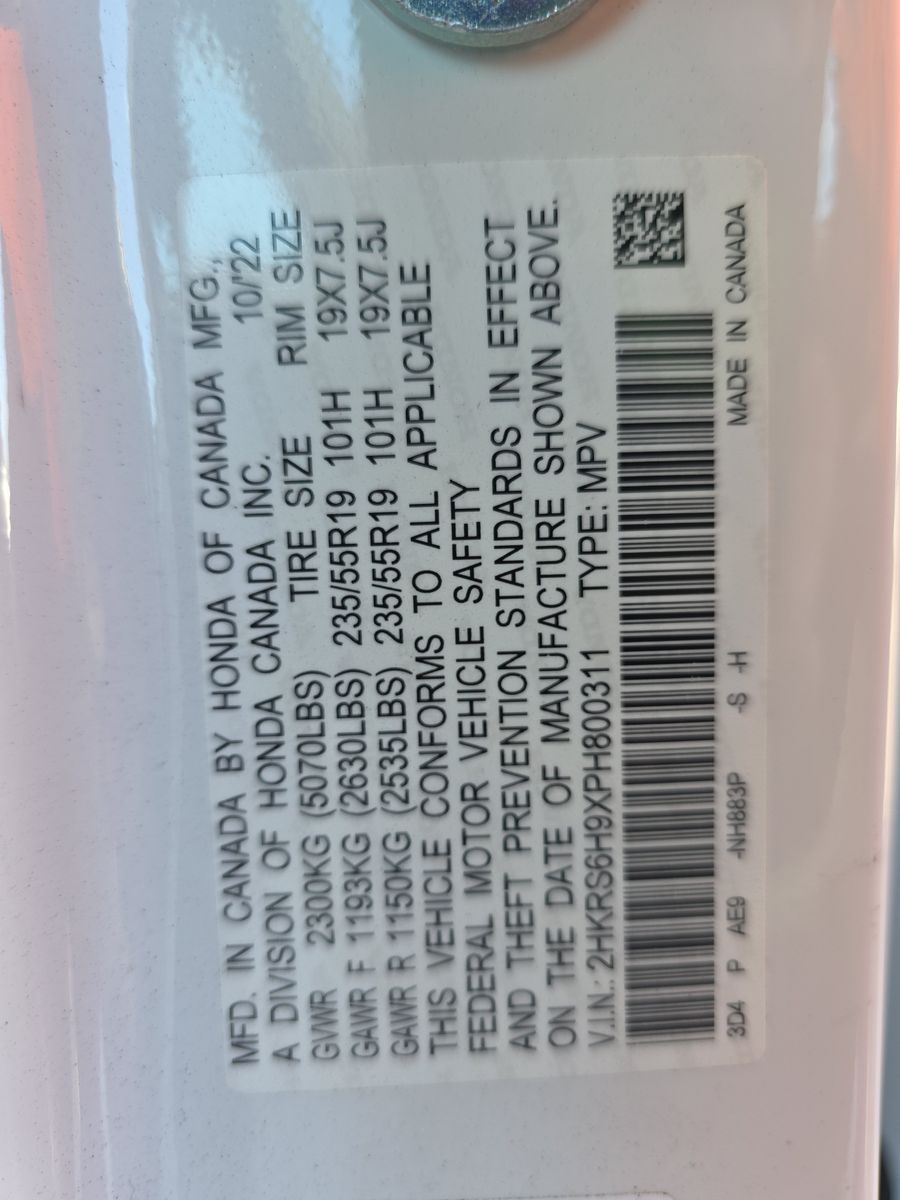 MFD. IN CANADA BY HONDA OF CANADA MFG.,
A DIVISION OF HONDA CANADA INC. 10/'22
GVWR 2300KG (5070LBS) TIRE SIZE RIM SIZE
GAWR F 1193KG (2630LBS) 235/55R19 101H 19X7.5J
GAWR R 1150KG (2535LBS) 235/55R19 101H 19X7.5J
THIS VEHICLE CONFORMS TO ALL APPLICABLE
FEDERAL MOTOR VEHICLE SAFETY
AND THEFT PREVENTION STANDARDS IN EFFECT
ON THE DATE OF MANUFACTURE SHOWN ABOVE.
V.I.N.: 2HKRS6H9XPH800311 TYPE: MPV
3D4 P AE9 -NH883P -S -H MADE IN CANADA